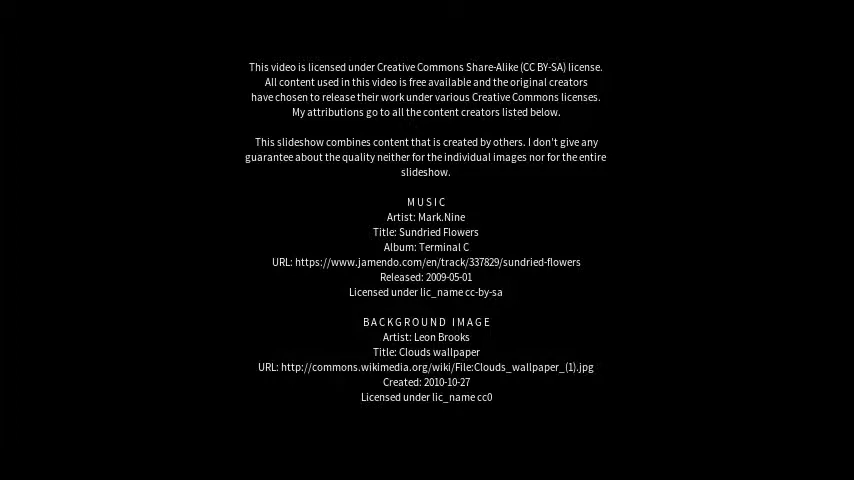 This video is licensed under Creative Commons Share-Alike (CC BY-SA) license.
All content used in this video is free available and the original creators
have chosen to release their work under various Creative Commons licenses.
My attributions go to all the content creators listed below.
This slideshow combines content that is created by others. I don't give any
guarantee about the quality neither for the individual images nor for the entire
slideshow.
M U S I C
Artist: Mark.Nine
Title: Sundried Flowers
Album: Terminal C
URL: https://www.jamendo.com/en/track/337829/sundried-flowers
Released: 2009-05-01
Licensed under lic_name cc-by-sa
B A C K G R O U N D   I M A G E
Artist: Leon Brooks
Title: Clouds wallpaper
URL: http://commons.wikimedia.org/wiki/File:Clouds_wallpaper_(1).jpg
Created: 2010-10-27
Licensed under lic_name cc0